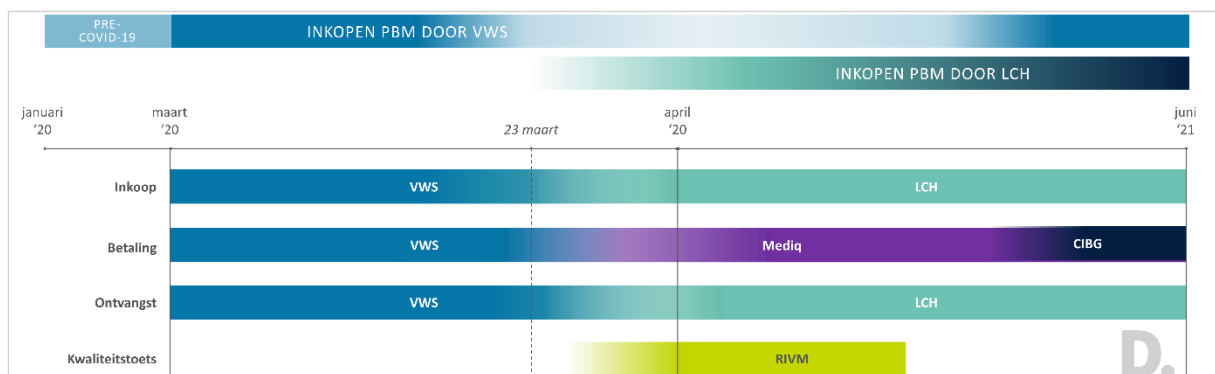 PRE-
COVID-19
INKOPEN PBM DOOR VWS
INKOPEN PBM DOOR LCH
januari
'20
maart
'20
23 maart
april
'20
juni
'21
Inkoop VWS LCH
Betaling VWS Mediq CIBG
Ontvangst VWS LCH
Kwaliteitstoets RIVM
D.